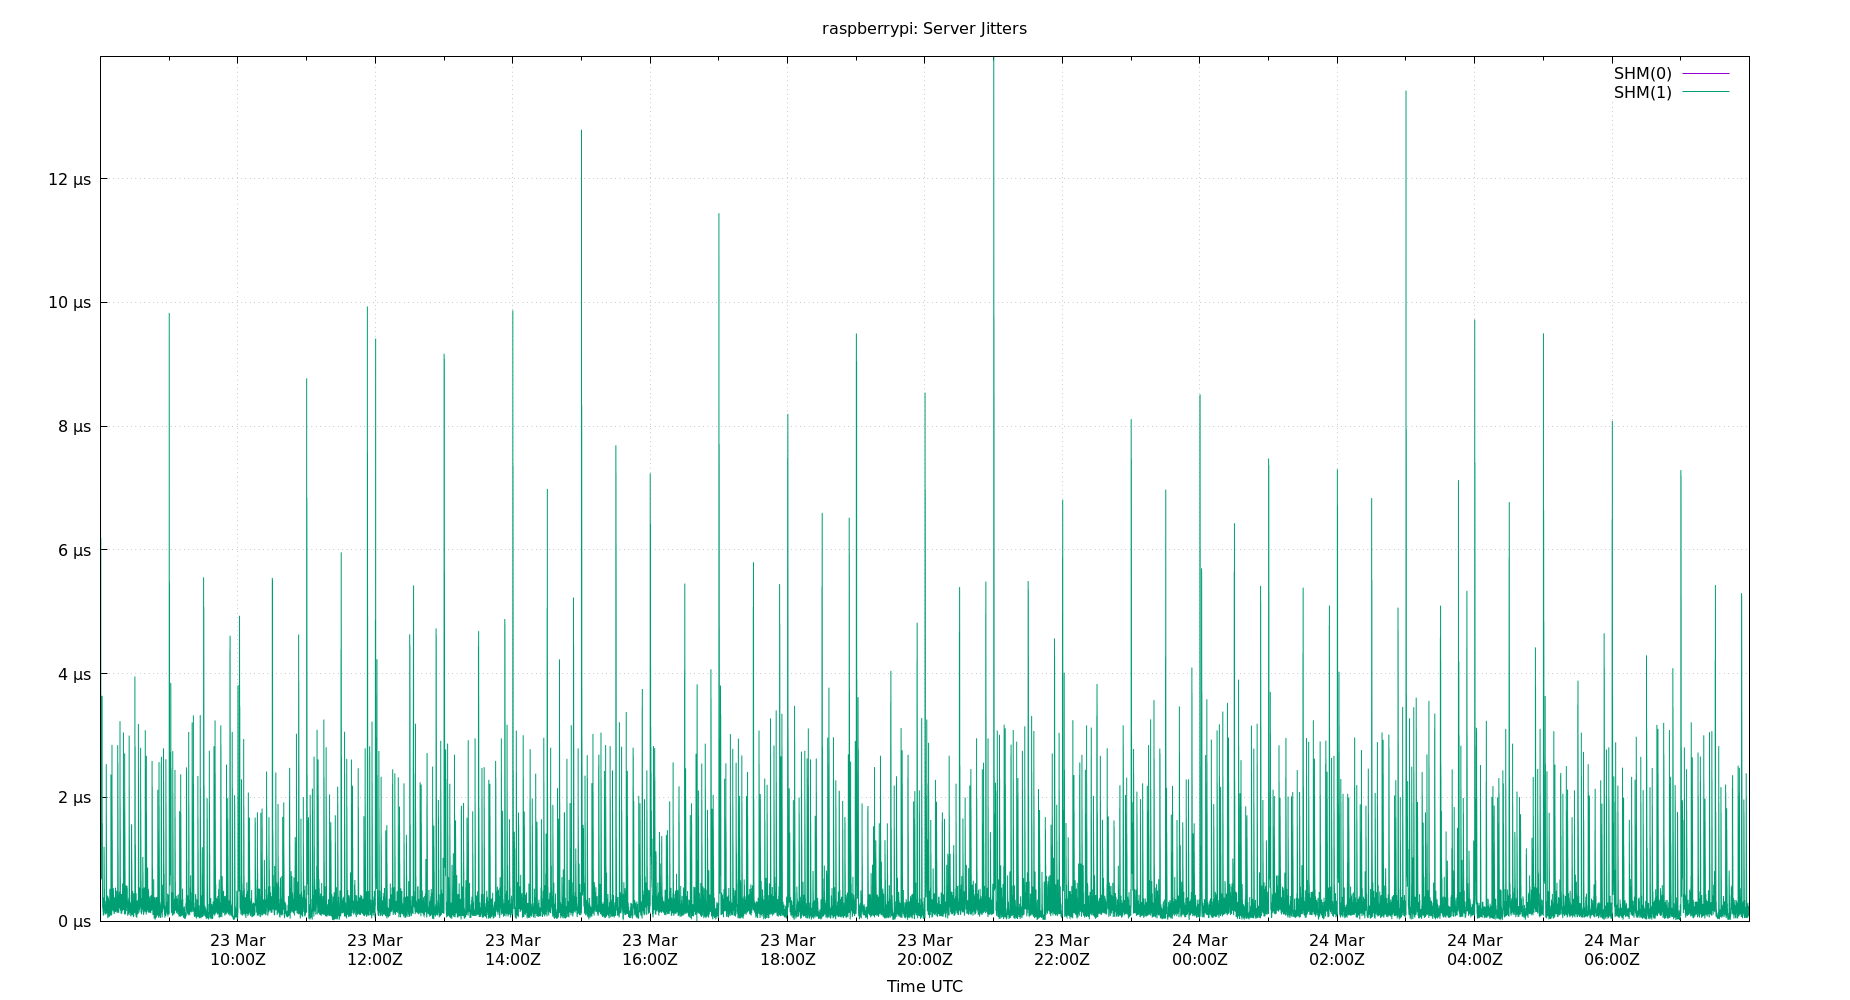 raspberrypi: Server Jitters
SHM(0)
SHM(1)
12 µs
10 µs
8 µs
6 µs
4 µs
2 µs
0 µs
23 Mar 23 Mar 23 Mar 23 Mar 23 Mar 23 Mar 23 Mar 24 Mar 24 Mar 24 Mar 24 Mar
10:00Z 12:00Z 14:00Z 16:00Z 18:00Z 20:00Z 22:00Z 00:00Z 02:00Z 04:00Z 06:00Z
Time UTC